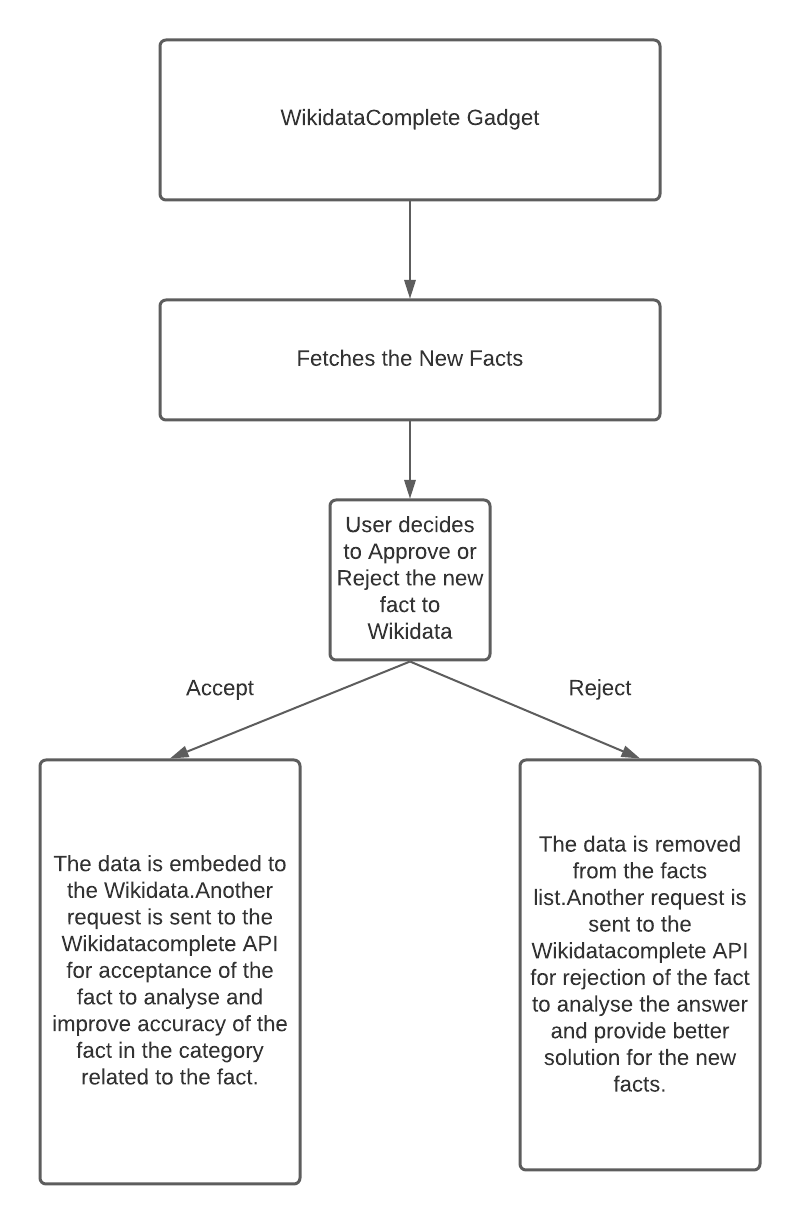 WikidataComplete Gadget
Fetches the New Facts
User decides
to Approve or
Reject the new
fact to
Wikidata
Accept
Reject
The data is embeded to
the Wikidata.Another
request is sent to the
Wikidatacomplete API
for acceptance of the
fact to analyse and
improve accuracy of the
fact in the category
related to the fact.
The data is removed
from the facts
list.Another request is
sent to the
Wikidatacomplete API
for rejection of the fact
to analyse the answer
and provide better
solution for the new
facts.